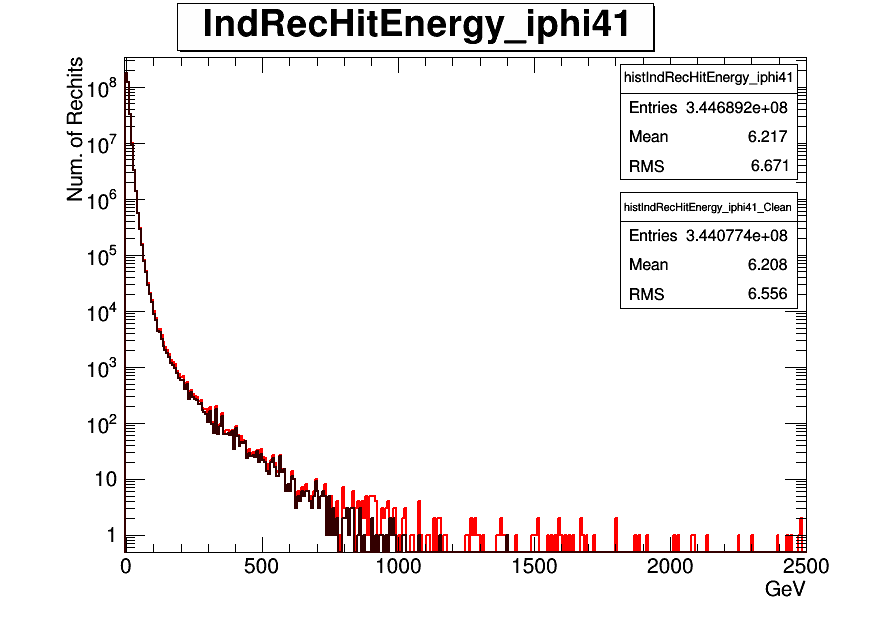 IndRecHitEnergy_iphi41
Num. of Rechits
histIndRecHitEnergy_iphi41
Entries 3.446892e+08
Mean 6.217
RMS 6.671
histIndRecHitEnergy_iphi41_Clean
Entries 3.440774e+08
Mean 6.208
RMS 6.556
10^8
10^7
10^6
10^5
10^4
10^3
10^2
10
1
0 500 1000 1500 2000 2500
GeV